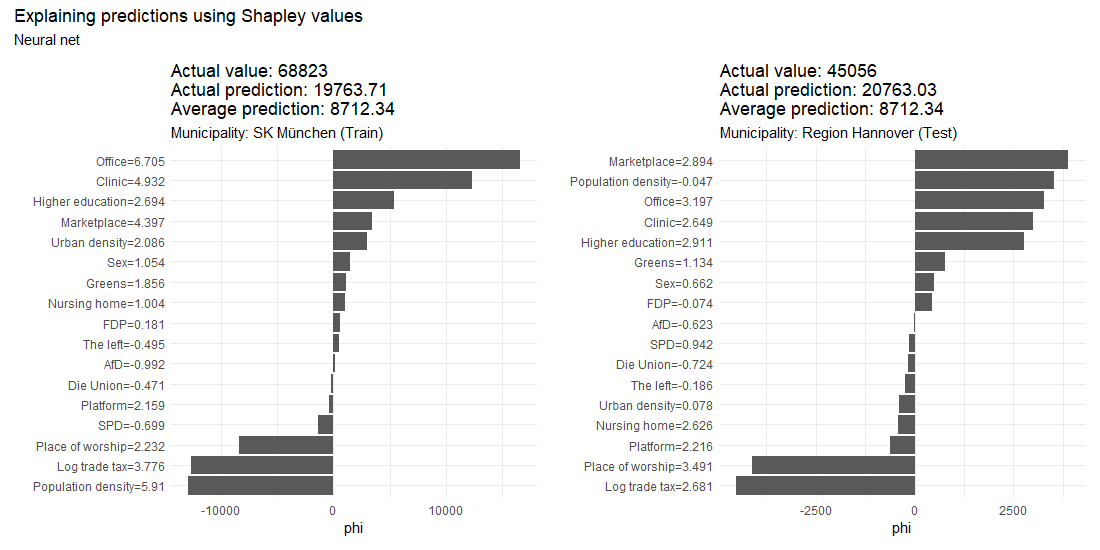 Explaining predictions using Shapley values
Neural net
Actual value: 68823
Actual prediction: 19763.71
Average prediction: 8712.34
Municipality: SK München (Train)
Office=6.705
Clinic=4.932
Higher education=2.694
Marketplace=4.397
Urban density=2.086
Sex=1.054
Greens=1.856
Nursing home=1.004
FDP=0.181
The left=-0.495
AfD=-0.992
Die Union=-0.471
Platform=2.159
SPD=-0.699
Place of worship=2.232
Log trade tax=3.776
Population density=5.91
-10000 0 10000
phi
Actual value: 45056
Actual prediction: 20763.03
Average prediction: 8712.34
Municipality: Region Hannover (Test)
Marketplace=2.894
Population density=-0.047
Office=3.197
Clinic=2.649
Higher education=2.911
Greens=1.134
Sex=0.662
FDP=-0.074
AfD=-0.623
SPD=0.942
Die Union=-0.724
The left=-0.186
Urban density=0.078
Nursing home=2.626
Platform=2.216
Place of worship=3.491
Log trade tax=2.681
-2500 0 2500
phi